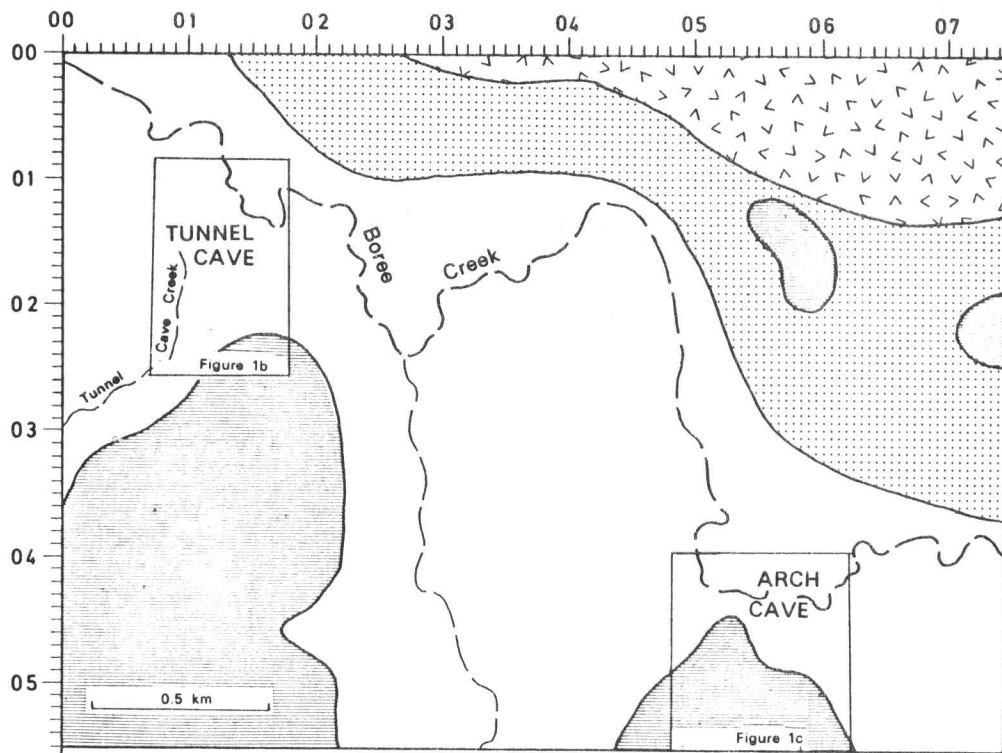 00 01 02 03 04 05 06 07
00
01
02
03
04
05
TUNNEL
CAVE
Boree
Creek
Cave Creek
Tunnel
Figure 1b
ARCH
CAVE
0.5 km
Figure 1c